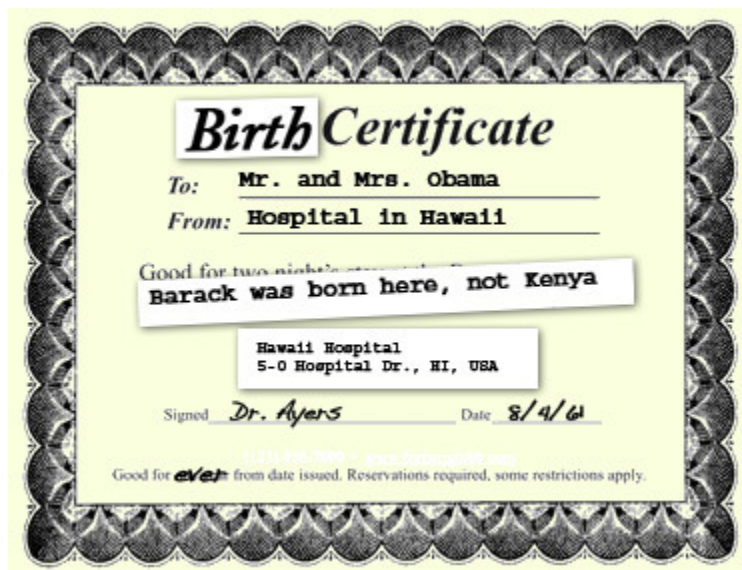 Birth Certificate
To: Mr. and Mrs. Obama
From: Hospital in Hawaii
Good for two night's
Barack was born here, not Kenya
Hawaii Hospital
5-0 Hospital Dr., HI, USA
Signed Dr. Ayers Date 8/4/61
Good for ever from date issued. Reservations required, some restrictions apply.